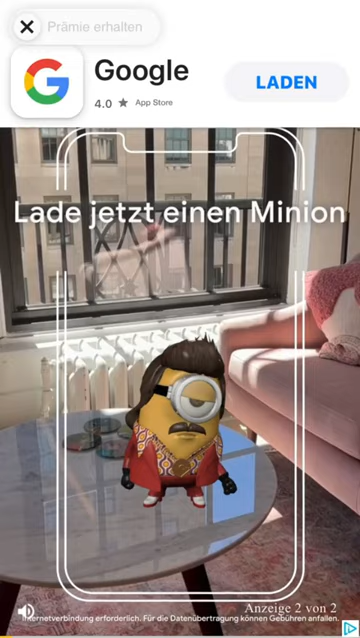 Prämie erhalten
Google
LADEN
4.0 ★ App Store
Lade jetzt einen Minion
Anzeige 2 von 2
Internetverbindung erforderlich. Für die Datenübertragung können Gebühren anfallen.